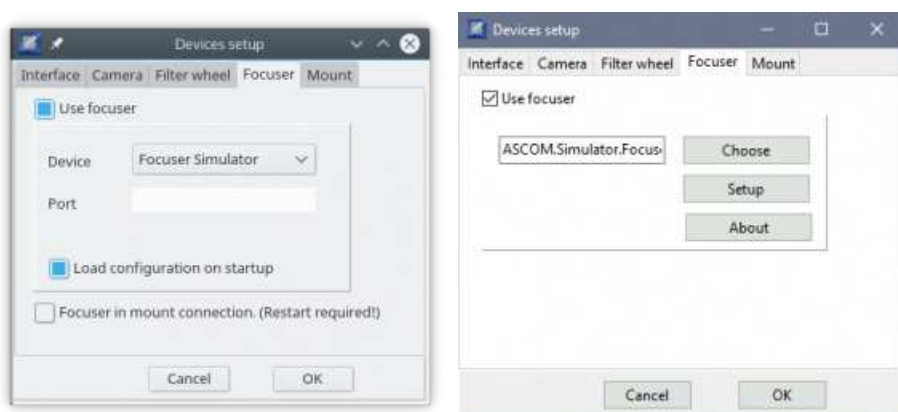 Devices setup
Interface Camera Filter wheel Focuser Mount
Use focuser
Device Focuser Simulator
Port
Load configuration on startup
Focuser in mount connection. (Restart required!)
Cancel OK
Devices setup
Interface Camera Filter wheel Focuser Mount
Use focuser
ASCOM.Simulator.Focus Choose
Setup
About
Cancel OK